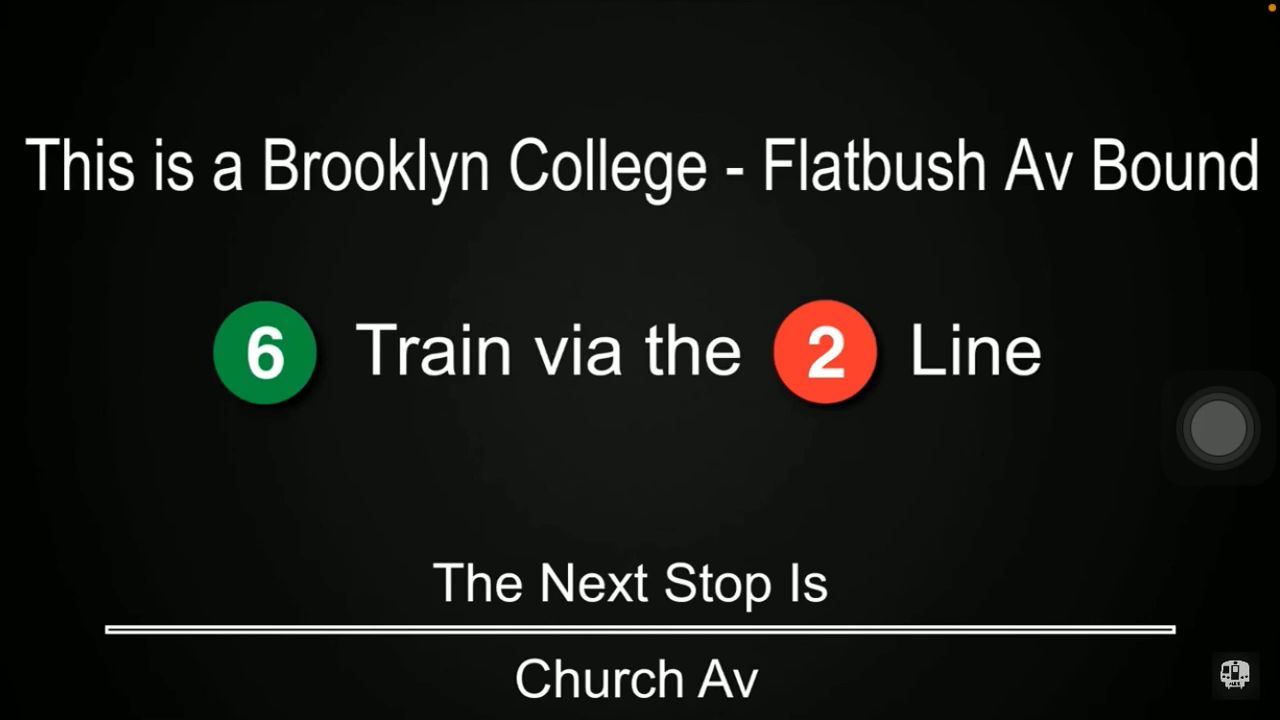 This is a Brooklyn College - Flatbush Av Bound
6 Train via the 2 Line
The Next Stop Is
Church Av